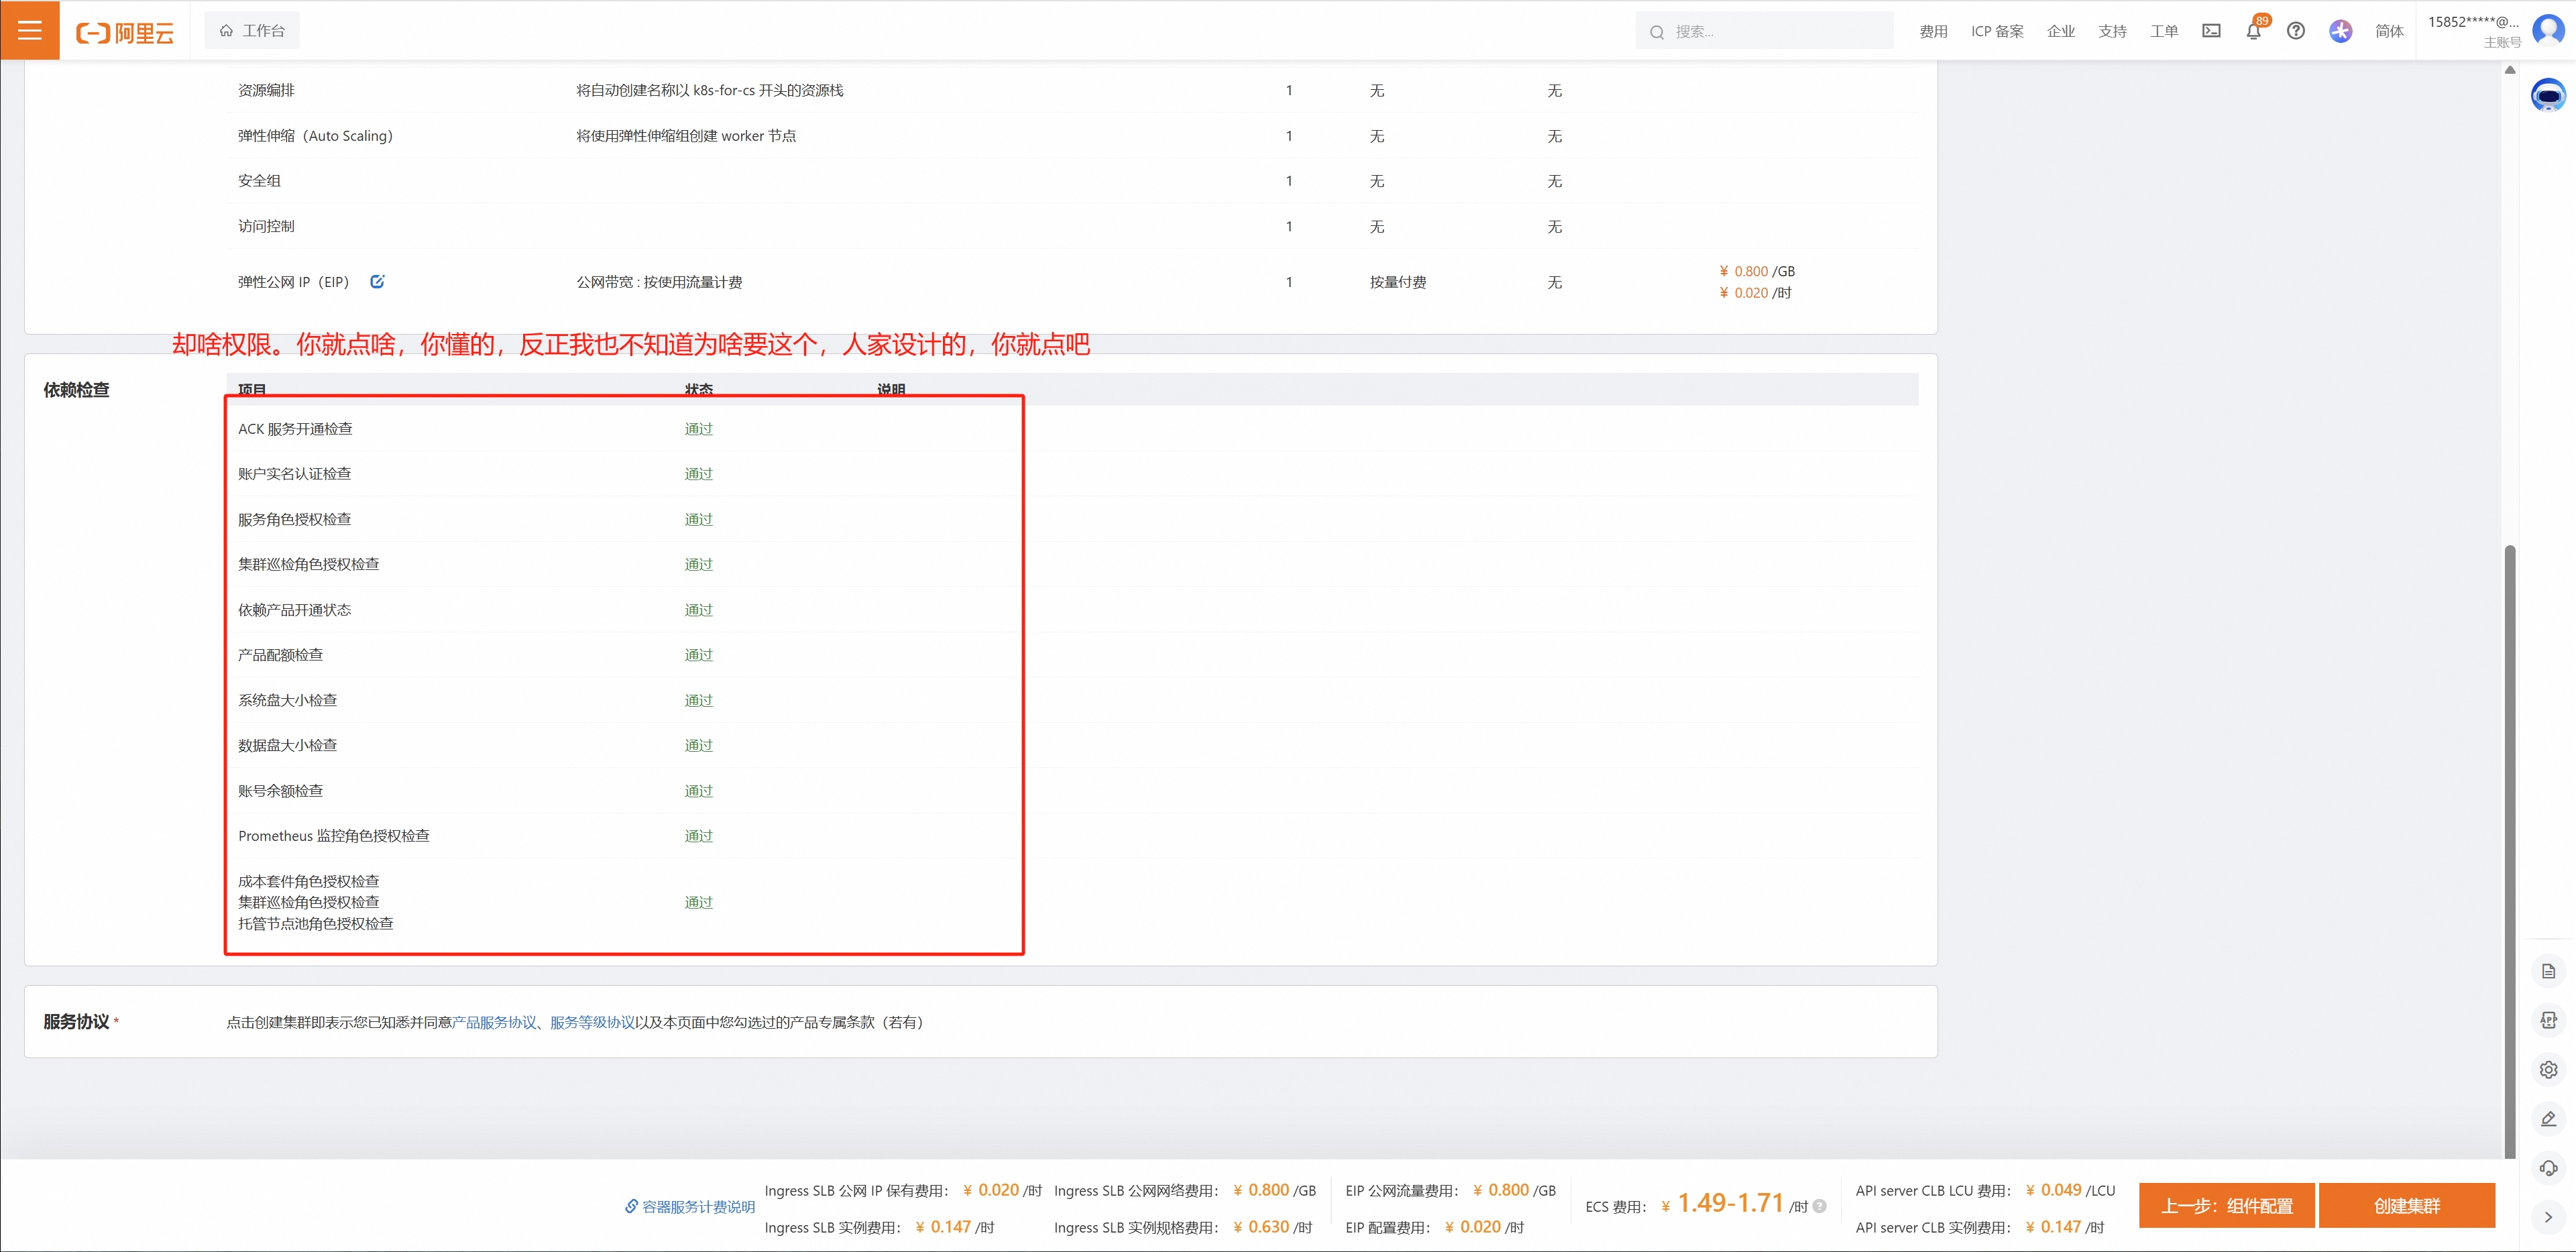 阿里云
工作台
搜索...
费用 ICP 备案 企业 支持 工单 89 简体 15852*****@...
主账号
资源编排 将自动创建名称以 k8s-for-cs 开头的资源栈 1 无 无
弹性伸缩（Auto Scaling） 将使用弹性伸缩组创建 worker 节点 1 无 无
安全组 1 无 无
访问控制 1 无 无
弹性公网 IP（EIP） 公网带宽 : 按使用流量计费 1 按量付费 无 ¥ 0.800 /GB
¥ 0.020 /时
却啥权限。你就点啥，你懂的，反正我也不知道为啥要这个，人家设计的，你就点吧
依赖检查
项目 状态 说明
ACK 服务开通检查 通过
账户实名认证检查 通过
服务角色授权检查 通过
集群巡检角色授权检查 通过
依赖产品开通状态 通过
产品配额检查 通过
系统盘大小检查 通过
数据盘大小检查 通过
账号余额检查 通过
Prometheus 监控角色授权检查 通过
成本套件角色授权检查
集群巡检角色授权检查 通过
托管节点池角色授权检查
服务协议 * 点击创建集群即表示您已知悉并同意产品服务协议、服务等级协议以及本页面中您勾选过的产品专属条款（若有）
APP
容器服务计费说明
Ingress SLB 公网 IP 保有费用： ¥ 0.020 /时 Ingress SLB 公网网络费用： ¥ 0.800 /GB EIP 公网流量费用： ¥ 0.800 /GB
Ingress SLB 实例费用： ¥ 0.147 /时 Ingress SLB 实例规格费用： ¥ 0.630 /时 EIP 配置费用： ¥ 0.020 /时
ECS 费用： ¥ 1.49-1.71 /时 ?
API server CLB LCU 费用： ¥ 0.049 /LCU
API server CLB 实例费用： ¥ 0.147 /时
上一步：组件配置 创建集群